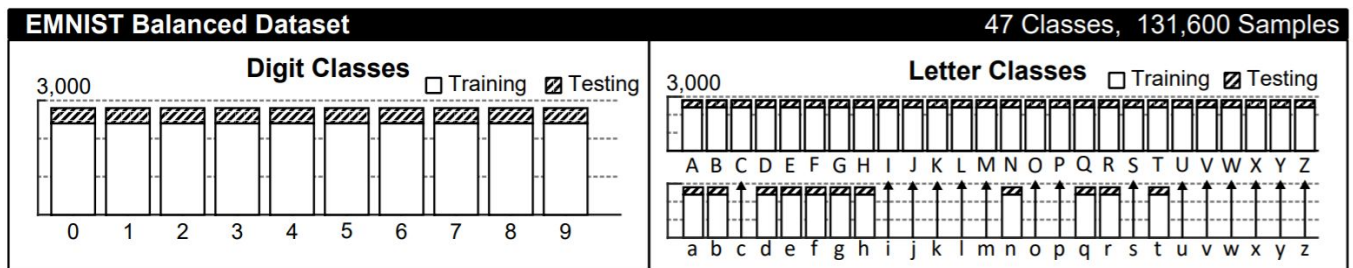 EMNIST Balanced Dataset 47 Classes, 131,600 Samples
Digit Classes
3,000
Training Testing
0 1 2 3 4 5 6 7 8 9
Letter Classes
3,000
Training Testing
A B C D E F G H I J K L M N O P Q R S T U V W X Y Z
a b c d e f g h i j k l m n o p q r s t u v w x y z